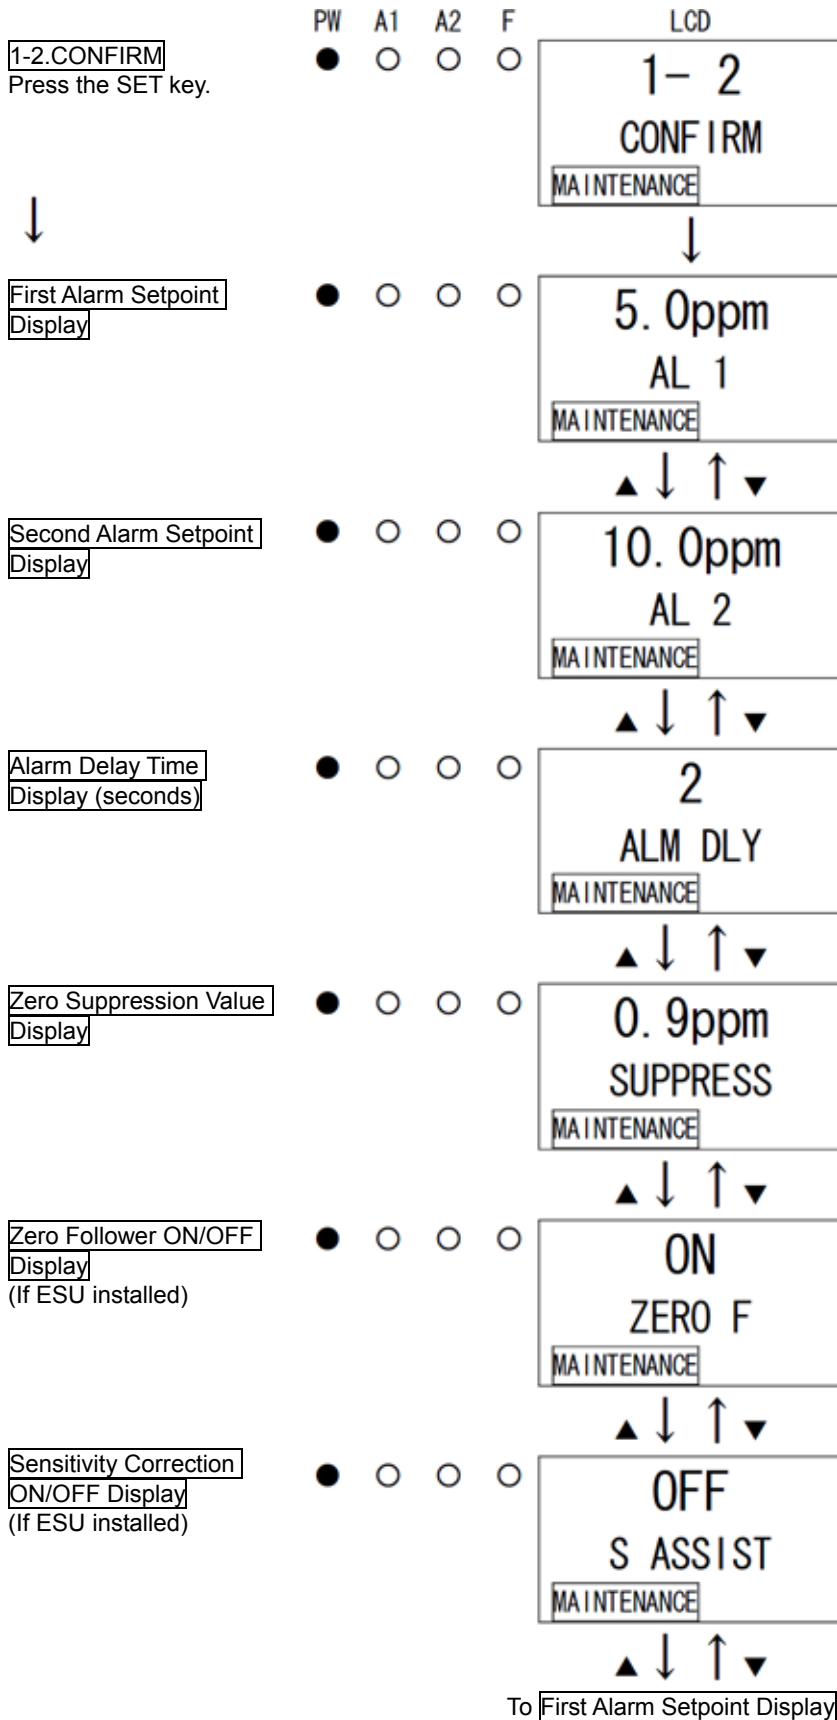 PW A1 A2 F LCD
1-2.CONFIRM
Press the SET key.
1- 2
CONFIRM
MAINTENANCE
↓
↓
First Alarm Setpoint
Display
5.0ppm
AL 1
MAINTENANCE
▲↓ ↑▼
Second Alarm Setpoint
Display
10.0ppm
AL 2
MAINTENANCE
▲↓ ↑▼
Alarm Delay Time
Display (seconds)
2
ALM DLY
MAINTENANCE
▲↓ ↑▼
Zero Suppression Value
Display
0.9ppm
SUPPRESS
MAINTENANCE
▲↓ ↑▼
Zero Follower ON/OFF
Display
(If ESU installed)
ON
ZERO F
MAINTENANCE
▲↓ ↑▼
Sensitivity Correction
ON/OFF Display
(If ESU installed)
OFF
S ASSIST
MAINTENANCE
▲↓ ↑▼
To First Alarm Setpoint Display